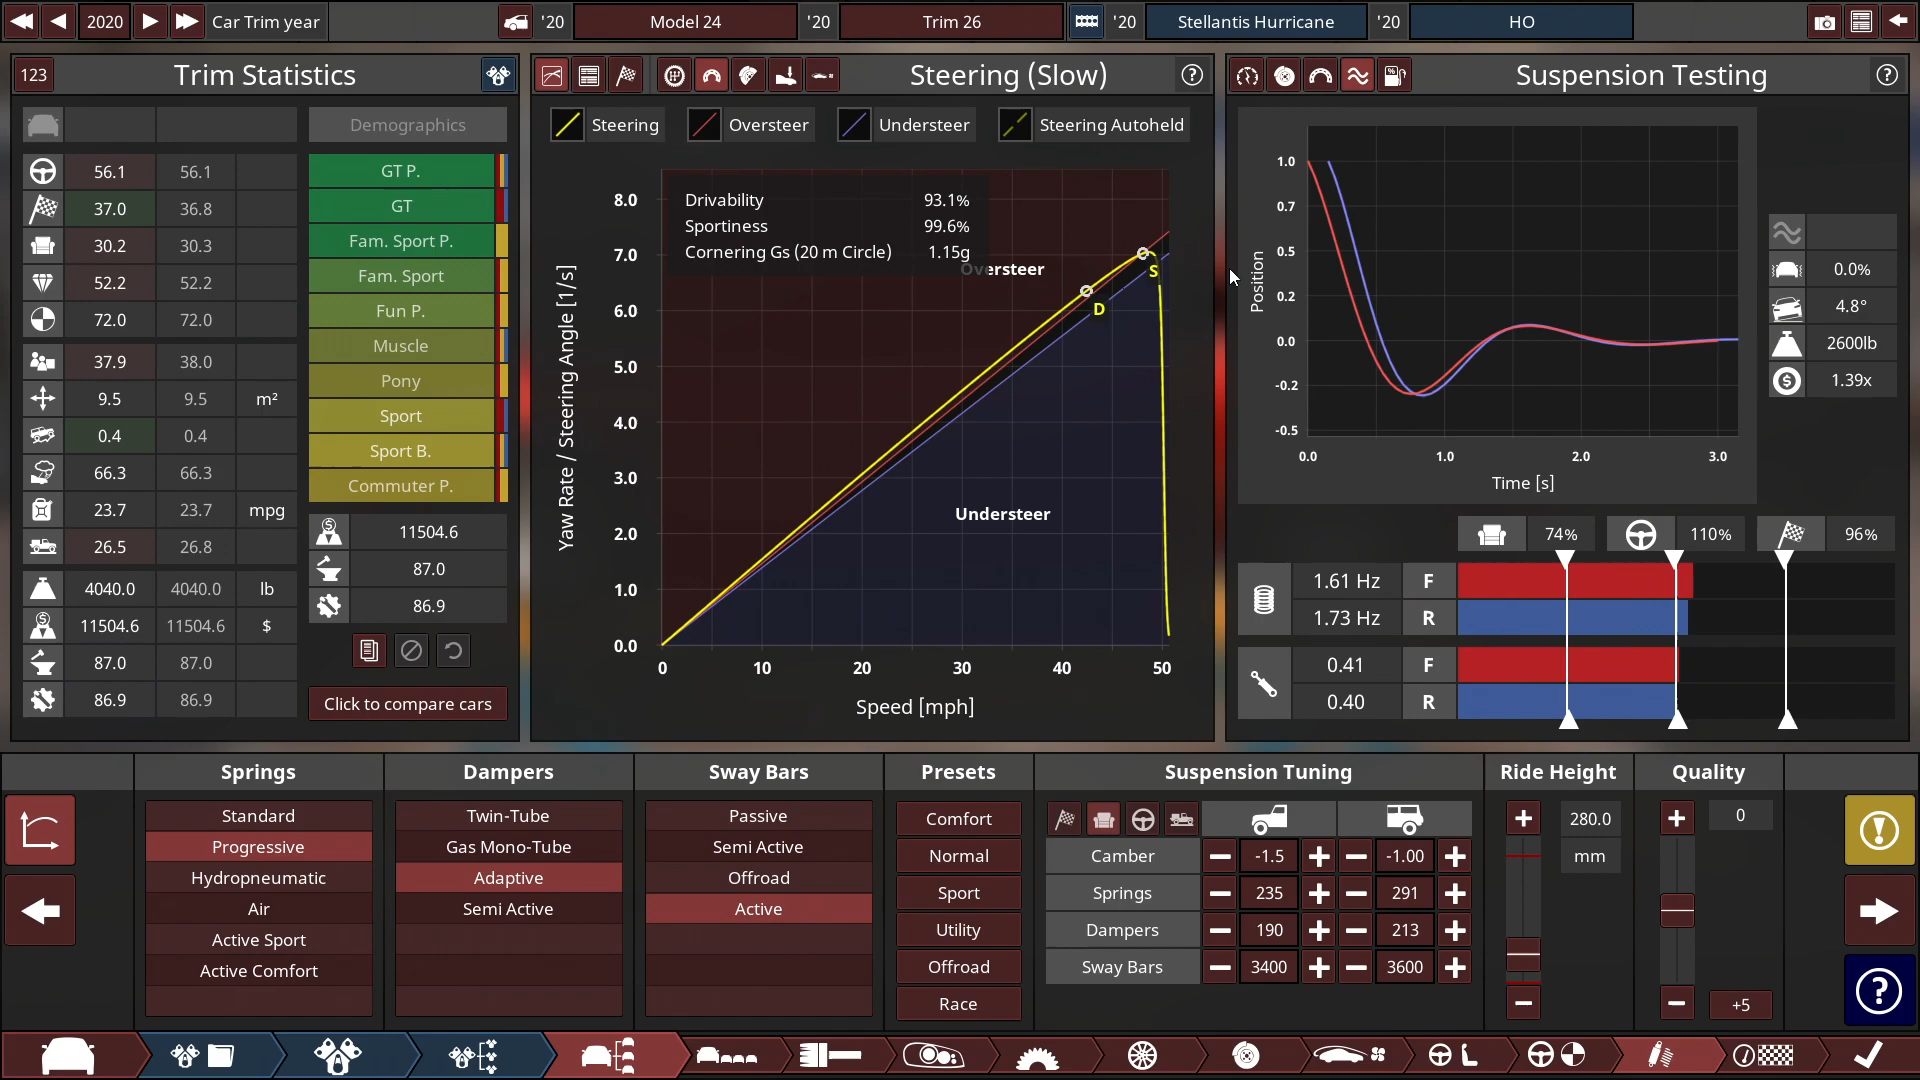 2020 Car Trim year '20 Model 24 '20 Trim 26 '20 Stellantis Hurricane '20 HO
123 Trim Statistics
Demographics
56.1 56.1
37.0 36.8
30.2 30.3
52.2 52.2
72.0 72.0
37.9 38.0
9.5 9.5 m²
0.4 0.4
66.3 66.3
23.7 23.7 mpg
26.5 26.8
4040.0 4040.0 lb
11504.6 11504.6 $
87.0 87.0
86.9 86.9
GT P.
GT
Fam. Sport P.
Fam. Sport
Fun P.
Muscle
Pony
Sport
Sport B.
Commuter P.
11504.6
87.0
86.9
Click to compare cars
Steering (Slow) ?
Steering Oversteer Understeer Steering Autoheld
Drivability 93.1%
Sportiness 99.6%
Cornering Gs (20 m Circle) 1.15g
Oversteer
S
D
Understeer
Yaw Rate / Steering Angle [1/s]
8.0
7.0
6.0
5.0
4.0
3.0
2.0
1.0
0.0
0 10 20 30 40 50
Speed [mph]
Suspension Testing ?
Position
1.0
0.7
0.5
0.2
0.0
-0.2
-0.5
0.0 1.0 2.0 3.0
Time [s]
0.0%
4.8°
2600lb
1.39x
74% 110% 96%
1.61 Hz F
1.73 Hz R
0.41 F
0.40 R
Springs
Standard
Progressive
Hydropneumatic
Air
Active Sport
Active Comfort
Dampers
Twin-Tube
Gas Mono-Tube
Adaptive
Semi Active
Sway Bars
Passive
Semi Active
Offroad
Active
Presets
Comfort
Normal
Sport
Utility
Offroad
Race
Suspension Tuning
Camber - -1.5 + - -1.00 +
Springs - 235 + - 291 +
Dampers - 190 + - 213 +
Sway Bars - 3400 + - 3600 +
Ride Height
+ 280.0
mm
-
Quality
+ 0
- +5
!
?